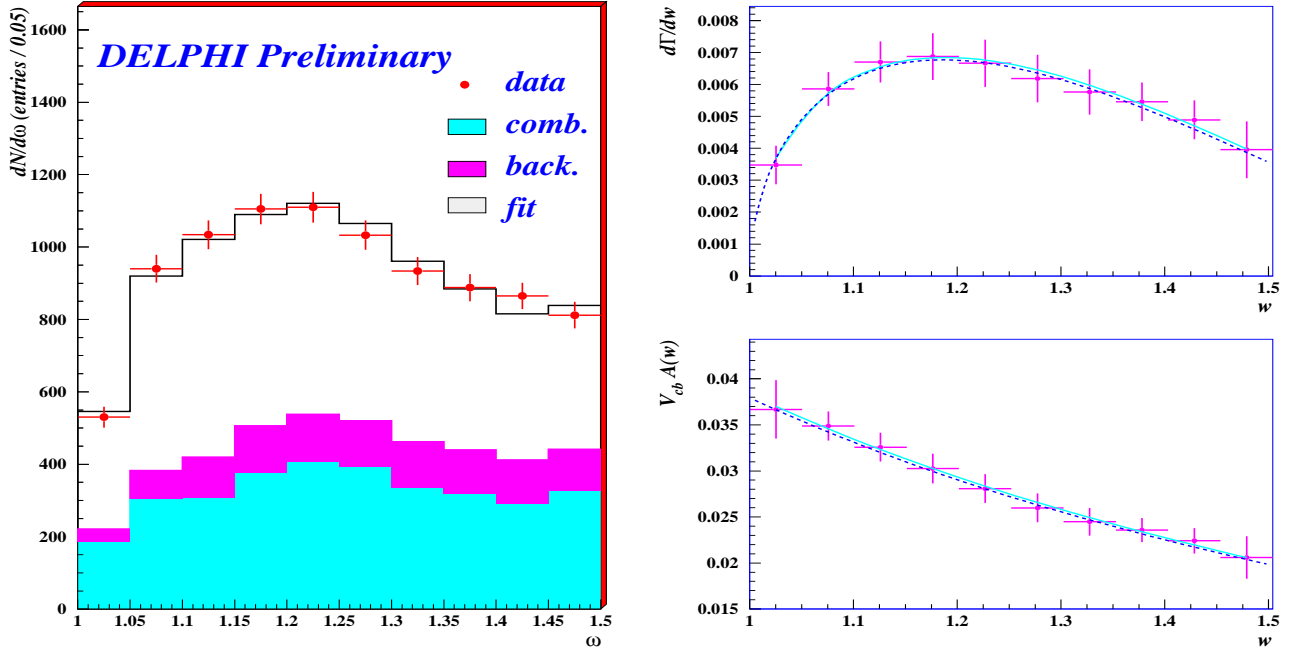 dN/dω (entries / 0.05)
1600
1400
1200
1000
800
600
400
200
0
DELPHI Preliminary
data
comb.
back.
fit
1 1.05 1.1 1.15 1.2 1.25 1.3 1.35 1.4 1.45 1.5
ω
dΓ/dw
0.008
0.007
0.006
0.005
0.004
0.003
0.002
0.001
0
1 1.1 1.2 1.3 1.4 1.5
w
V_cb A(w)
0.04
0.035
0.03
0.025
0.02
0.015
1 1.1 1.2 1.3 1.4 1.5
w